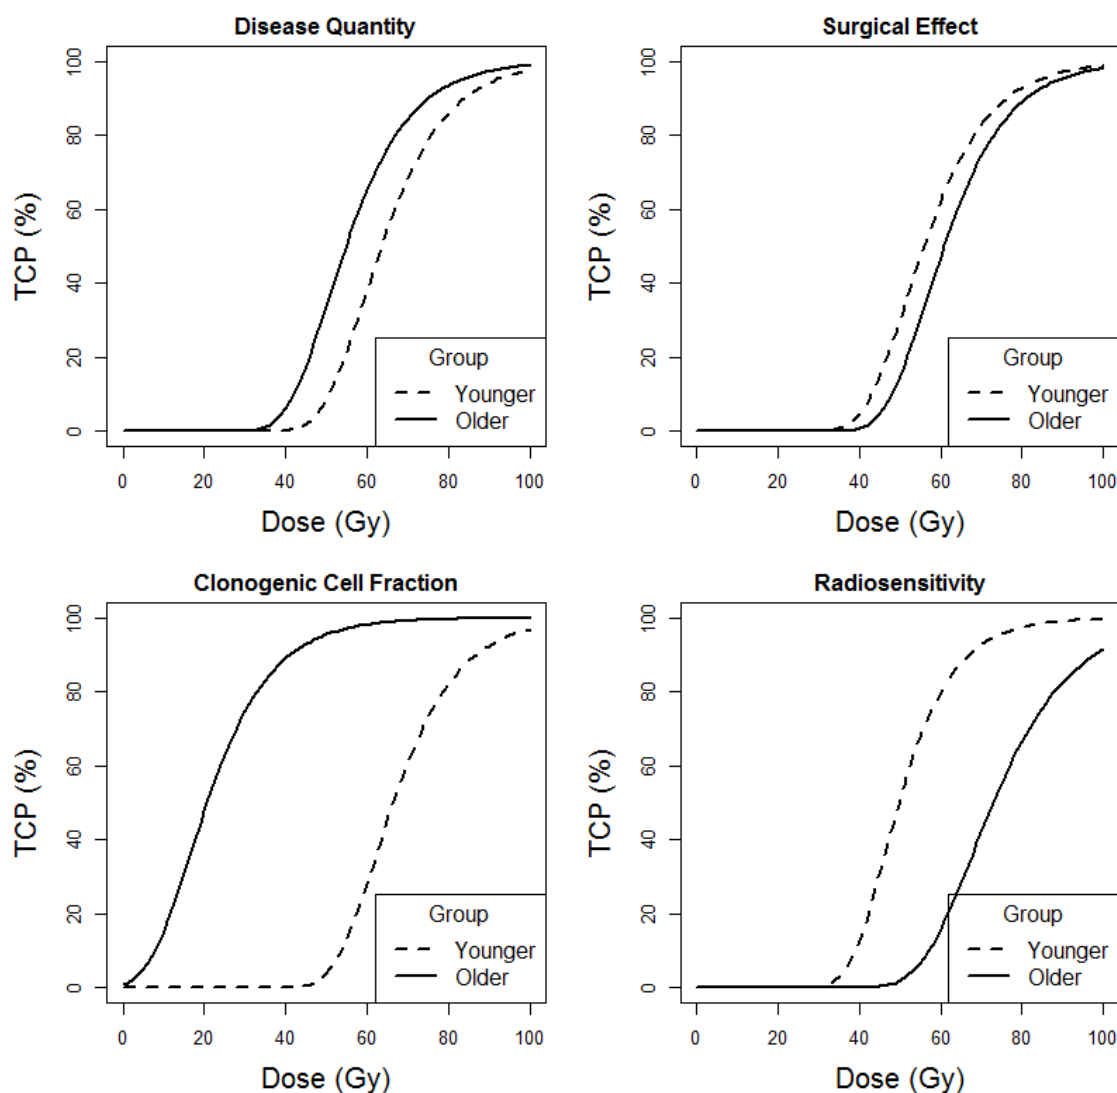 Disease Quantity
TCP (%)
100
80
60
40
20
0
Group
Younger
Older
0 20 40 60 80 100
Dose (Gy)
Surgical Effect
TCP (%)
100
80
60
40
20
0
Group
Younger
Older
0 20 40 60 80 100
Dose (Gy)
Clonogenic Cell Fraction
TCP (%)
100
80
60
40
20
0
Group
Younger
Older
0 20 40 60 80 100
Dose (Gy)
Radiosensitivity
TCP (%)
100
80
60
40
20
0
Group
Younger
Older
0 20 40 60 80 100
Dose (Gy)